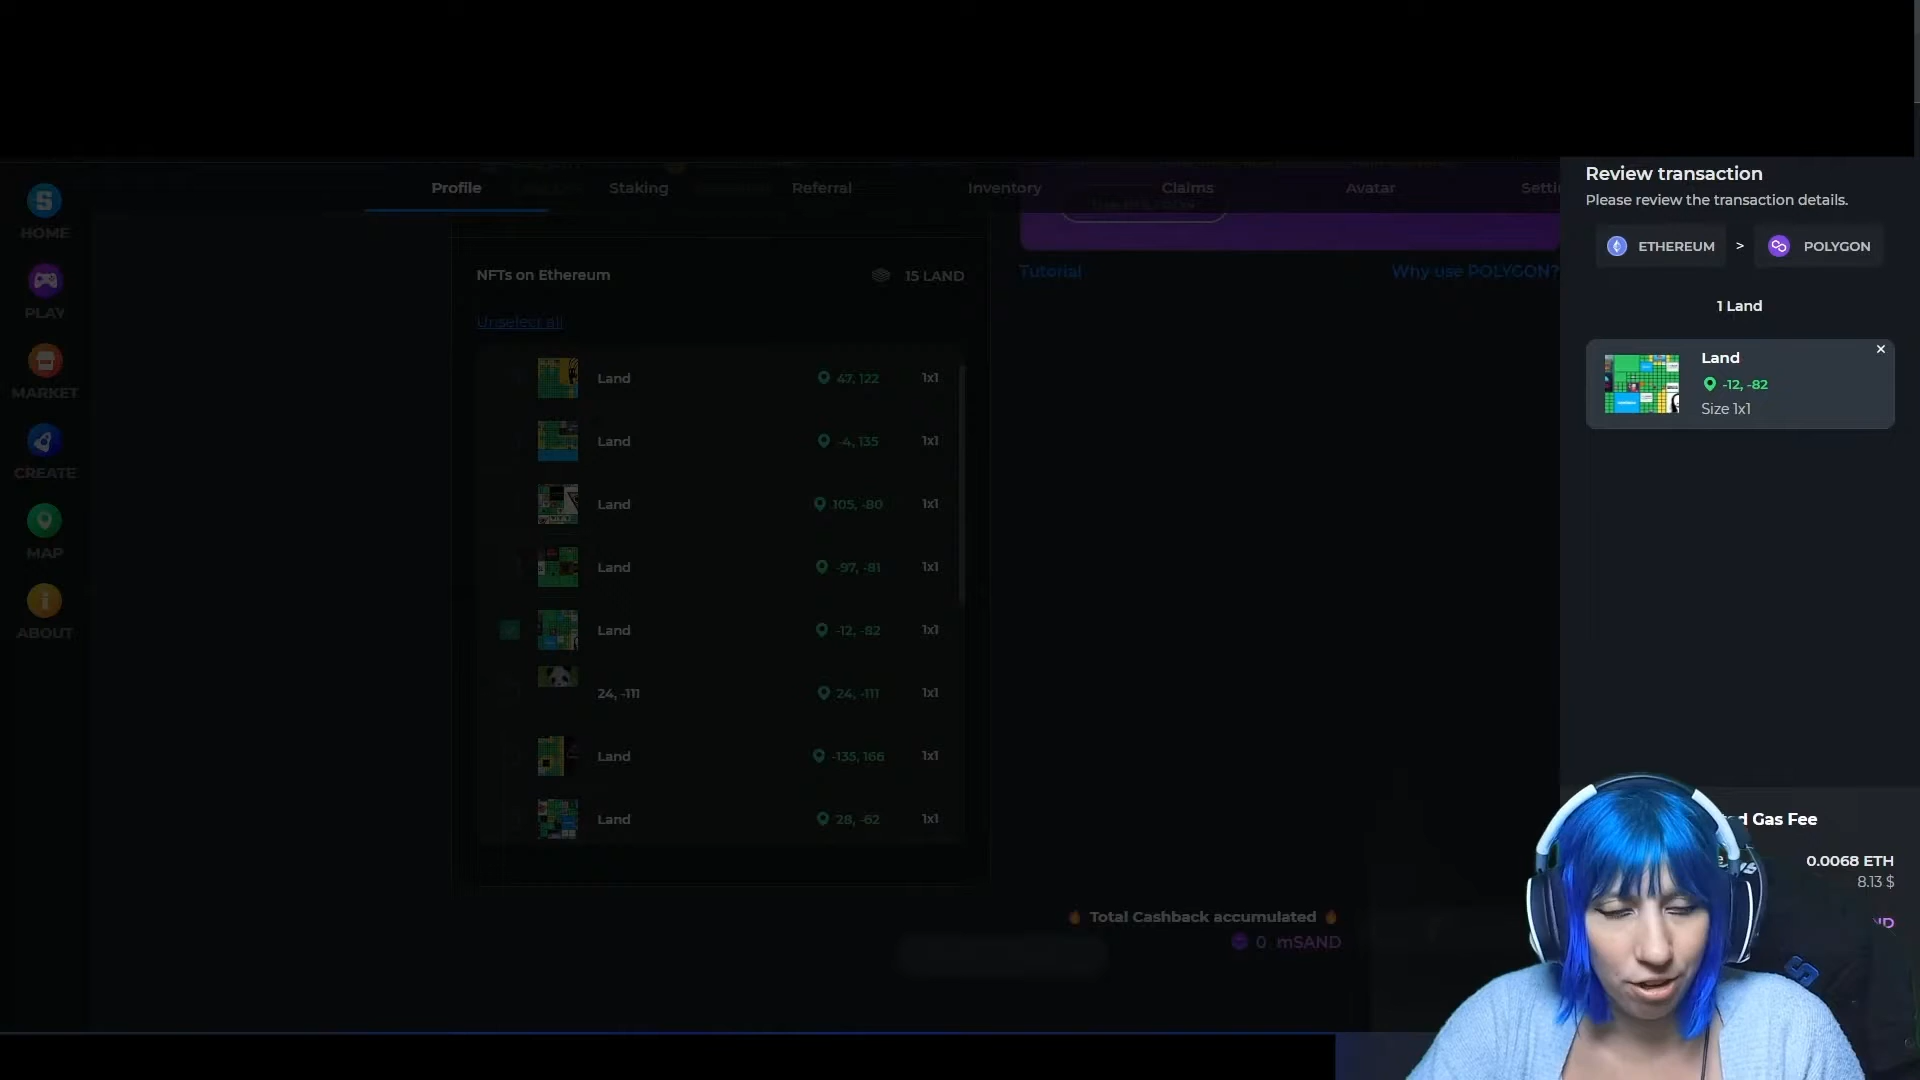 Profile
Staking
Referral
Inventory
Claims
Avatar
Setti
HOME
PLAY
MARKET
CREATE
MAP
ABOUT
NFTs on Ethereum
15 LAND
Unselect all
Land 47, 122 1x1
Land -4, 135 1x1
Land 105, -80 1x1
Land -97, -81 1x1
Land -12, -82 1x1
24, -111 24, -111 1x1
Land -135, 166 1x1
Land 28, -62 1x1
Tutorial
Why use POLYGON?
Total Cashback accumulated
0 mSAND
Review transaction
Please review the transaction details.
ETHEREUM > POLYGON
1 Land
Land
-12, -82
Size 1x1
Gas Fee
0.0068 ETH
8.13 $